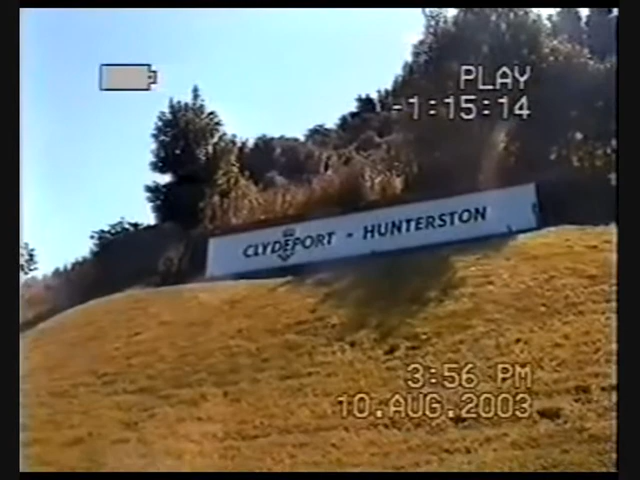 PLAY
-1:15:14
CLYDEPORT - HUNTERSTON
3:56 PM
10.AUG.2003